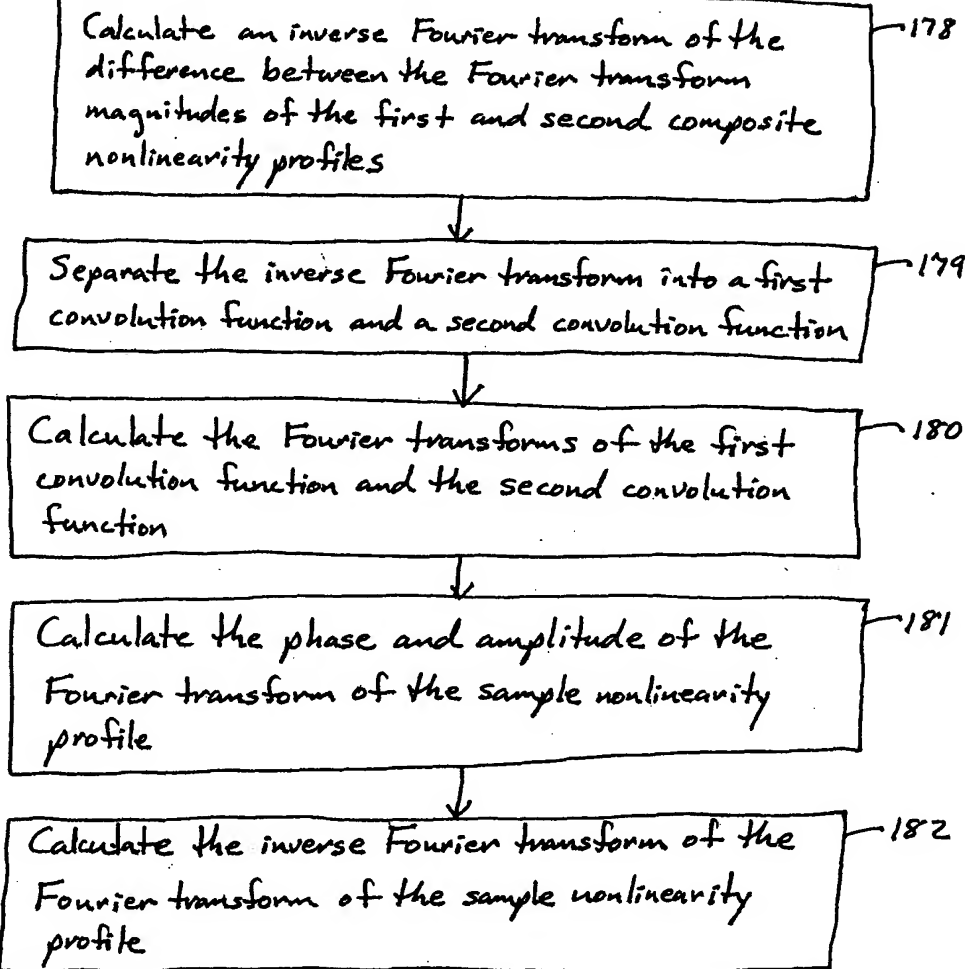 Calculate an inverse Fourier transform of the 178
difference between the Fourier transform
magnitudes of the first and second composite
nonlinearity profiles
Separate the inverse Fourier transform into a first 179
convolution function and a second convolution function
Calculate the Fourier transforms of the first 180
convolution function and the second convolution
function
Calculate the phase and amplitude of the 181
Fourier transform of the sample nonlinearity
profile
Calculate the inverse Fourier transform of the 182
Fourier transform of the sample nonlinearity
profile